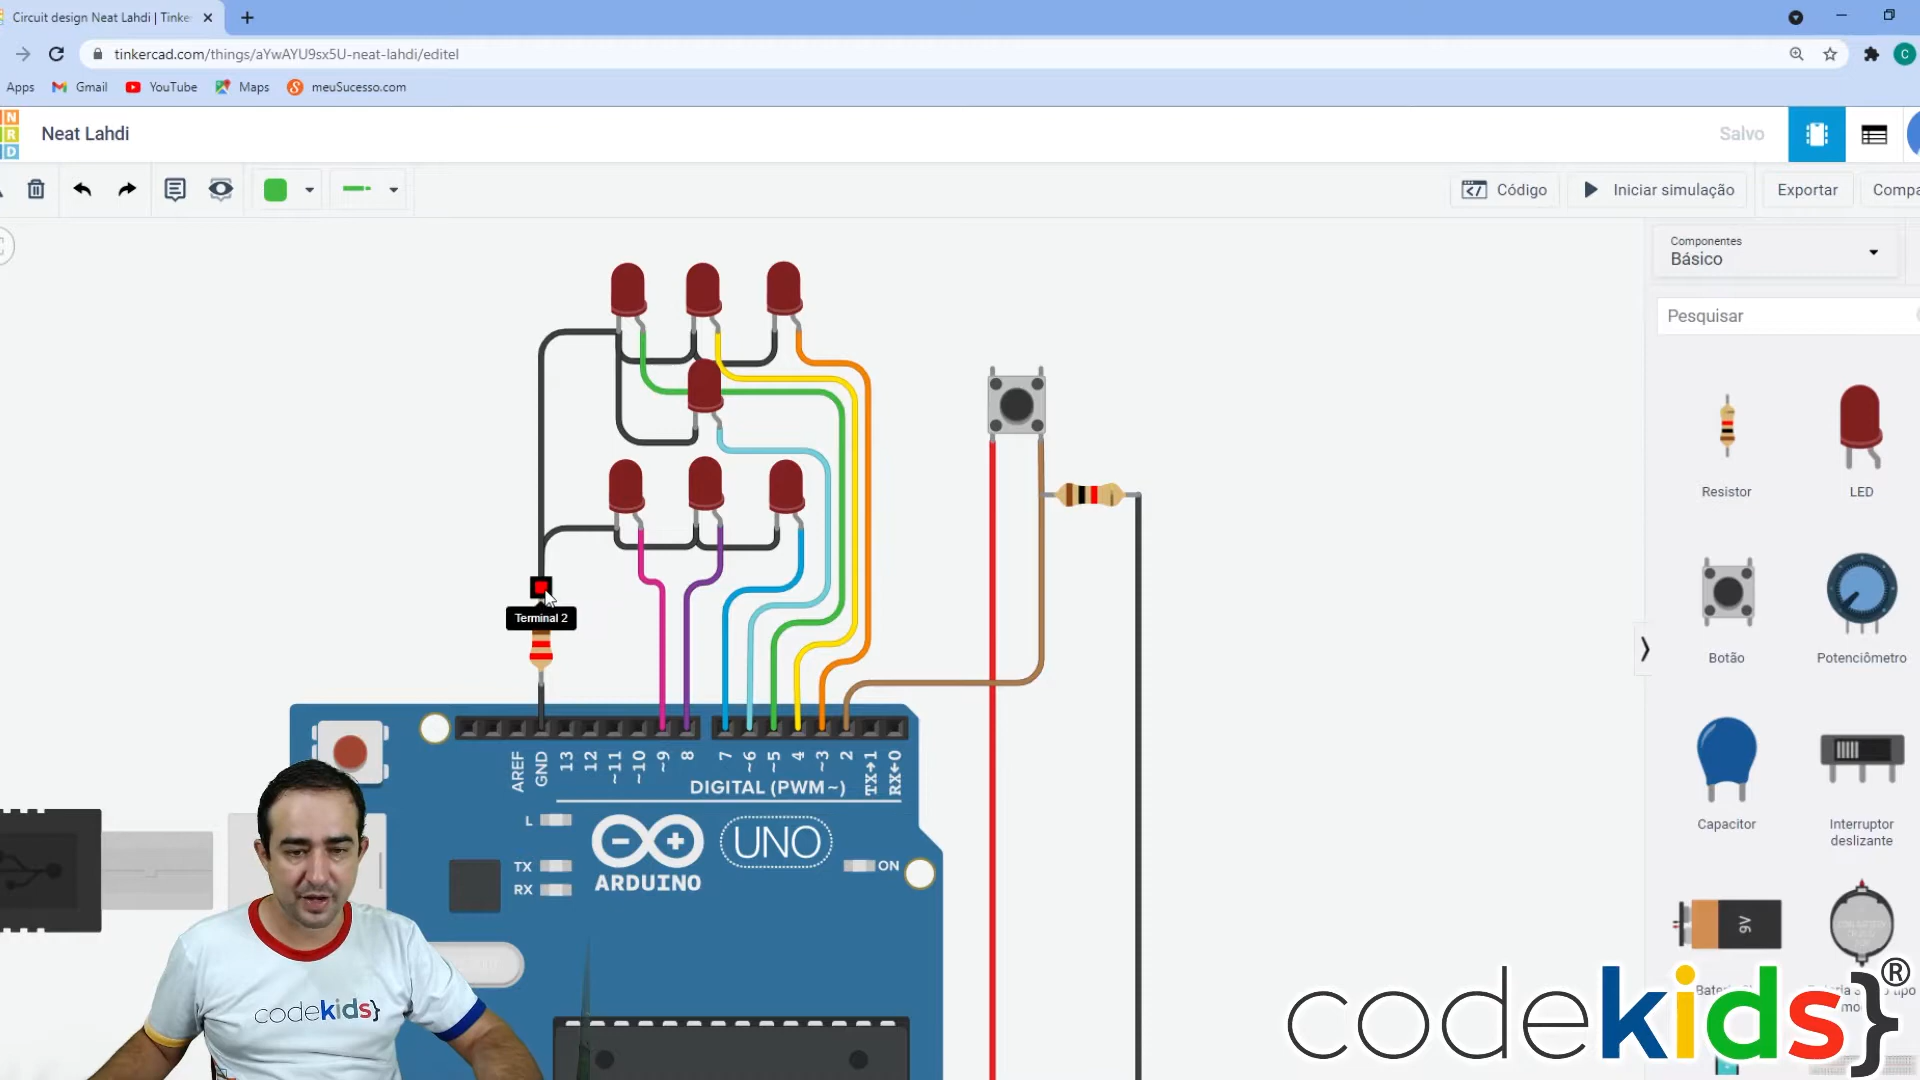 Circuit design Neat Lahdi | Tinke
tinkercad.com/things/aYwAYU9sx5U-neat-lahdi/editel
C
Apps
Gmail
YouTube
Maps
meuSucesso.com
N
R
D
Neat Lahdi
Salvo
Código
Iniciar simulação
Exportar
Compa
Componentes
Básico
Pesquisar
Resistor
LED
Botão
Potenciômetro
Capacitor
Interruptor
deslizante
9V
Terminal 2
AREF
GND
13
12
~11
~10
~9
8
7
~6
~5
4
~3
2
TX→1
RX←0
DIGITAL (PWM~)
L
TX
RX
UNO
ARDUINO
ON
codekids}
codekids}®